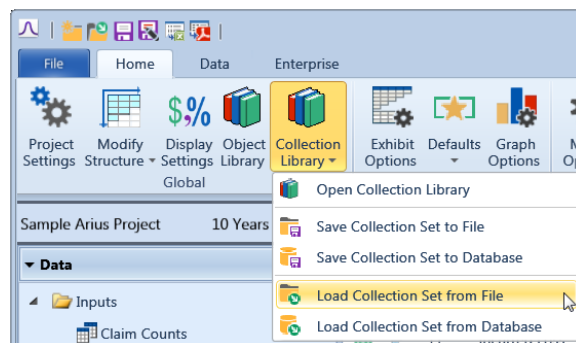 File Home Data Enterprise
Project Settings
Modify Structure
$,% Display Settings
Object Library
Collection Library
Exhibit Options
Defaults
Graph Options
Global
Open Collection Library
Sample Arius Project 10 Years
Save Collection Set to File
Save Collection Set to Database
Data
Load Collection Set from File
Inputs
Load Collection Set from Database
Claim Counts